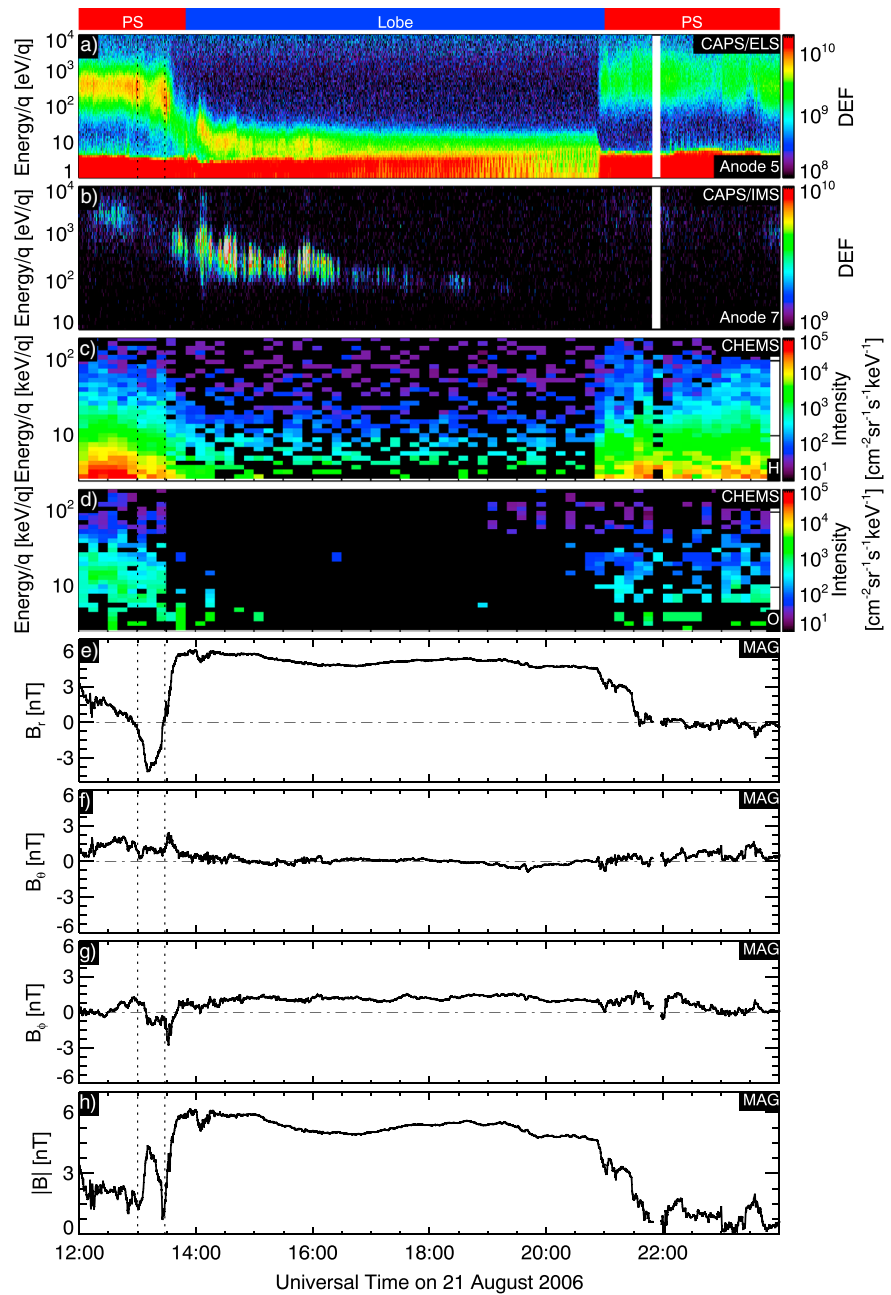 PS Lobe PS
a) CAPS/ELS
Anode 5
Energy/q [eV/q]
10⁴
10³
10²
10
1
10¹⁰
10⁹
10⁸
DEF
b) CAPS/IMS
Anode 7
Energy/q [eV/q]
10⁴
10³
10²
10
10¹⁰
10⁹
DEF
c) CHEMS
H
Energy/q [keV/q]
10²
10
10⁵
10⁴
10³
10²
10¹
Intensity
[cm⁻²sr⁻¹s⁻¹keV⁻¹]
d) CHEMS
O
Energy/q [keV/q]
10²
10
10⁵
10⁴
10³
10²
10¹
Intensity
[cm⁻²sr⁻¹s⁻¹keV⁻¹]
e) MAG
Bᵣ [nT]
6
3
0
-3
f) MAG
B_θ [nT]
6
3
0
-3
-6
g) MAG
B_ϕ [nT]
6
3
0
-3
-6
h) MAG
|B| [nT]
6
3
0
12:00 14:00 16:00 18:00 20:00 22:00
Universal Time on 21 August 2006